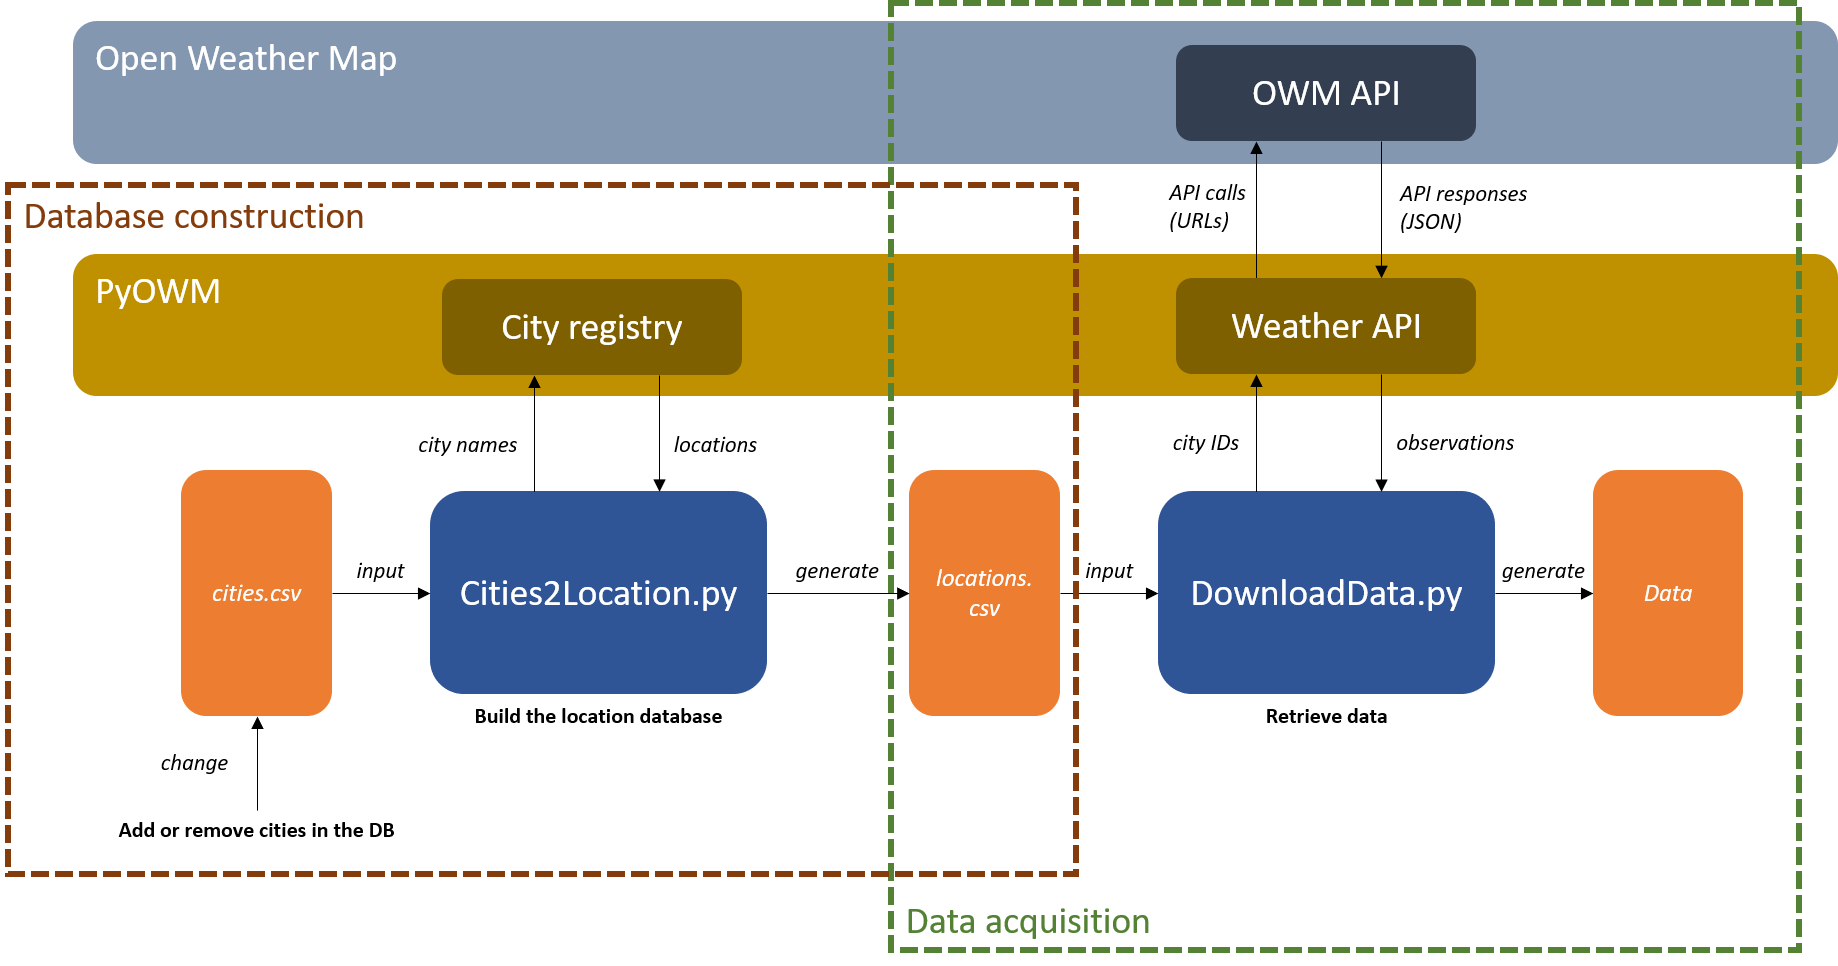 Open Weather Map
OWM API
API calls
(URLs)
API responses
(JSON)
Database construction
PyOWM
City registry
Weather API
city names
locations
city IDs
observations
cities.csv
input
Cities2Location.py
generate
locations.
csv
input
DownloadData.py
generate
Data
Build the location database
Retrieve data
change
Add or remove cities in the DB
Data acquisition